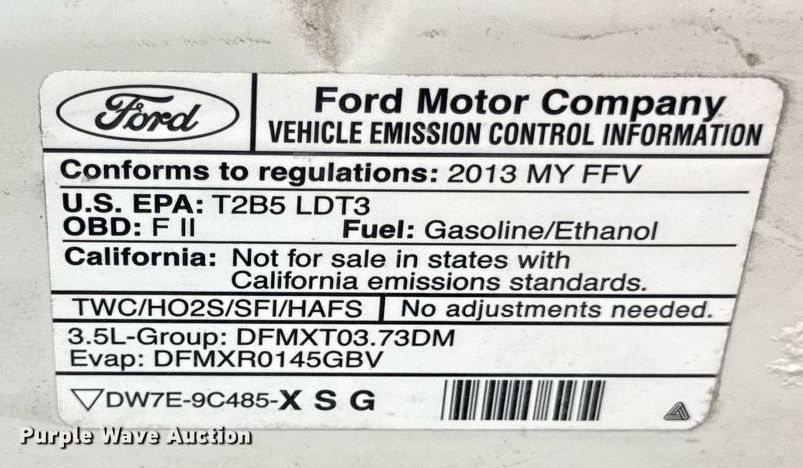 Ford
Ford Motor Company
VEHICLE EMISSION CONTROL INFORMATION
Conforms to regulations: 2013 MY FFV
U.S. EPA: T2B5 LDT3
OBD: F II Fuel: Gasoline/Ethanol
California: Not for sale in states with
California emissions standards.
TWC/HO2S/SFI/HAFS No adjustments needed.
3.5L-Group: DFMXT03.73DM
Evap: DFMXR0145GBV
DW7E-9C485-X S G
Purple Wave Auction